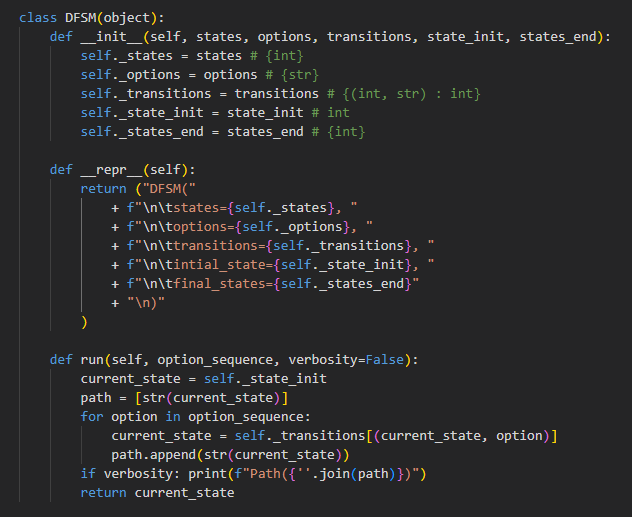 class DFSM(object):
    def __init__(self, states, options, transitions, state_init, states_end):
        self._states = states # {int}
        self._options = options # {str}
        self._transitions = transitions # {(int, str) : int}
        self._state_init = state_init # int
        self._states_end = states_end # {int}

    def __repr__(self):
        return ("DFSM("
            + f"\n\tstates={self._states}, "
            + f"\n\toptions={self._options}, "
            + f"\n\ttransitions={self._transitions}, "
            + f"\n\tintial_state={self._state_init}, "
            + f"\n\tfinal_states={self._states_end}"
            + "\n)"
        )

    def run(self, option_sequence, verbosity=False):
        current_state = self._state_init
        path = [str(current_state)]
        for option in option_sequence:
            current_state = self._transitions[(current_state, option)]
            path.append(str(current_state))
        if verbosity: print(f"Path({''.join(path)})")
        return current_state